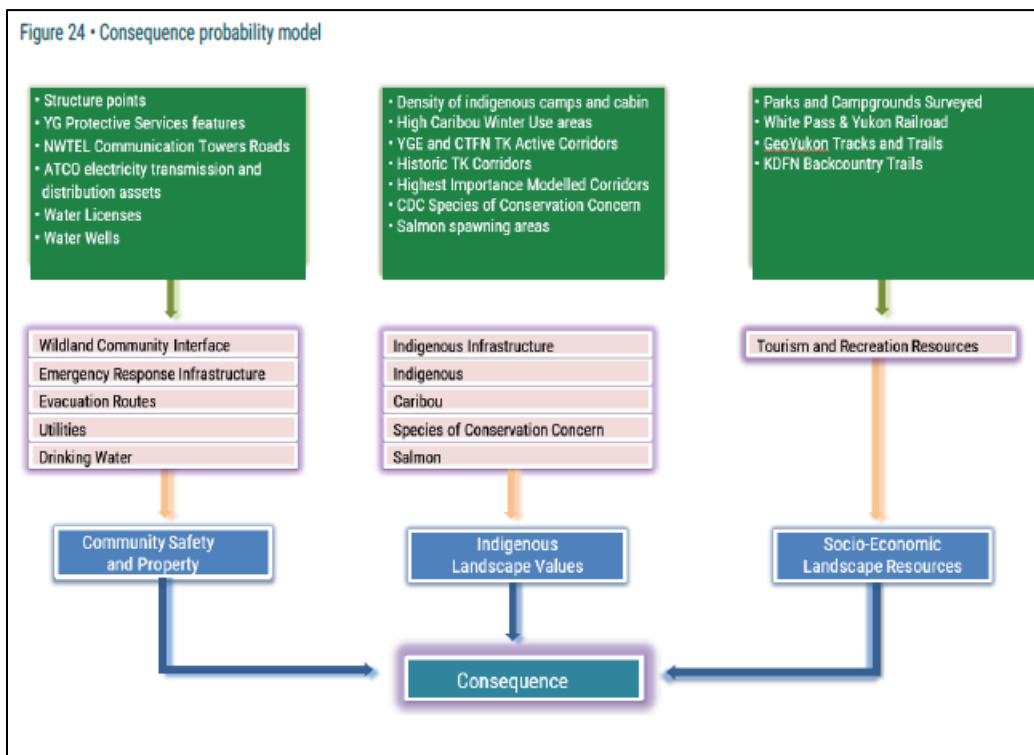 Figure 24 • Consequence probability model
• Structure points
• YG Protective Services features
• NWTEL Communication Towers Roads
• ATCO electricity transmission and
distribution assets
• Water Licenses
• Water Wells
• Density of indigenous camps and cabin
• High Caribou Winter Use areas
• YGE and CTFN TK Active Corridors
• Historic TK Corridors
• Highest Importance Modelled Corridors
• CDC Species of Conservation Concern
• Salmon spawning areas
• Parks and Campgrounds Surveyed
• White Pass & Yukon Railroad
• GeoYukon Tracks and Trails
• KDFN Backcountry Trails
Wildland Community Interface
Emergency Response Infrastructure
Evacuation Routes
Utilities
Drinking Water
Indigenous Infrastructure
Indigenous
Caribou
Species of Conservation Concern
Salmon
Tourism and Recreation Resources
Community Safety
and Property
Indigenous
Landscape Values
Socio-Economic
Landscape Resources
Consequence